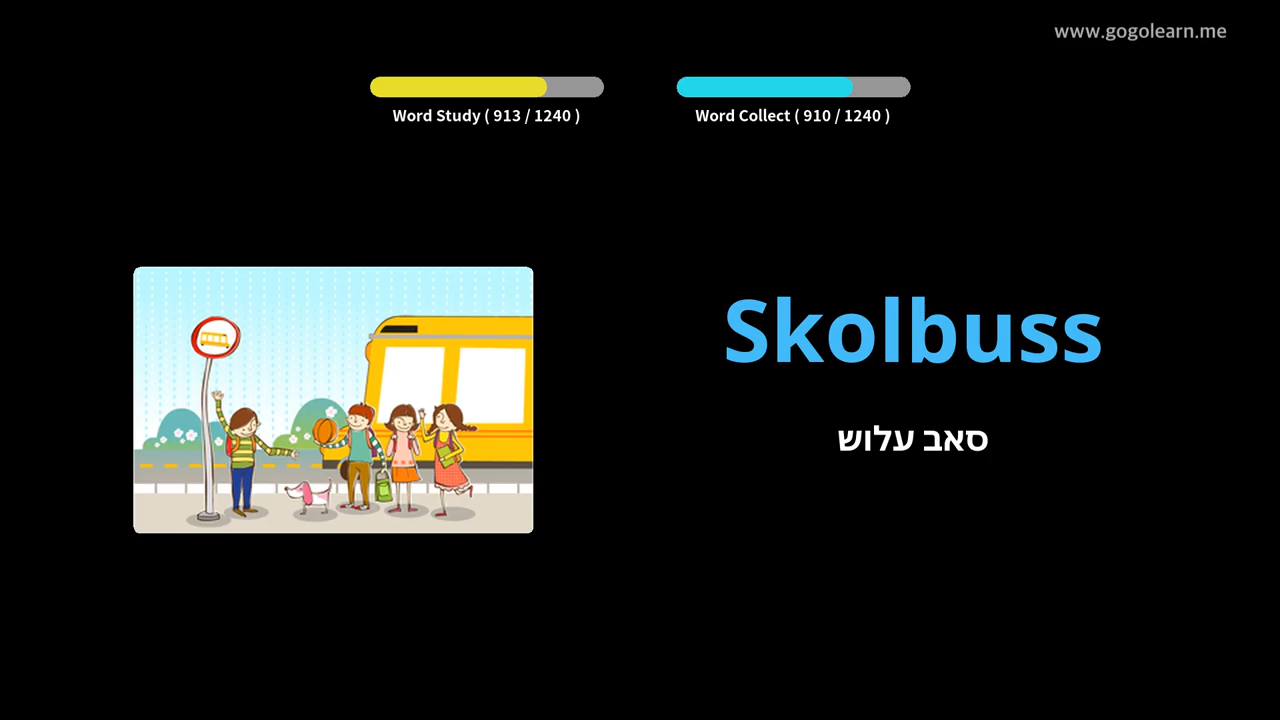 www.gogolearn.me
Word Study ( 913 / 1240 )
Word Collect ( 910 / 1240 )
Skolbuss
סאב עלוש